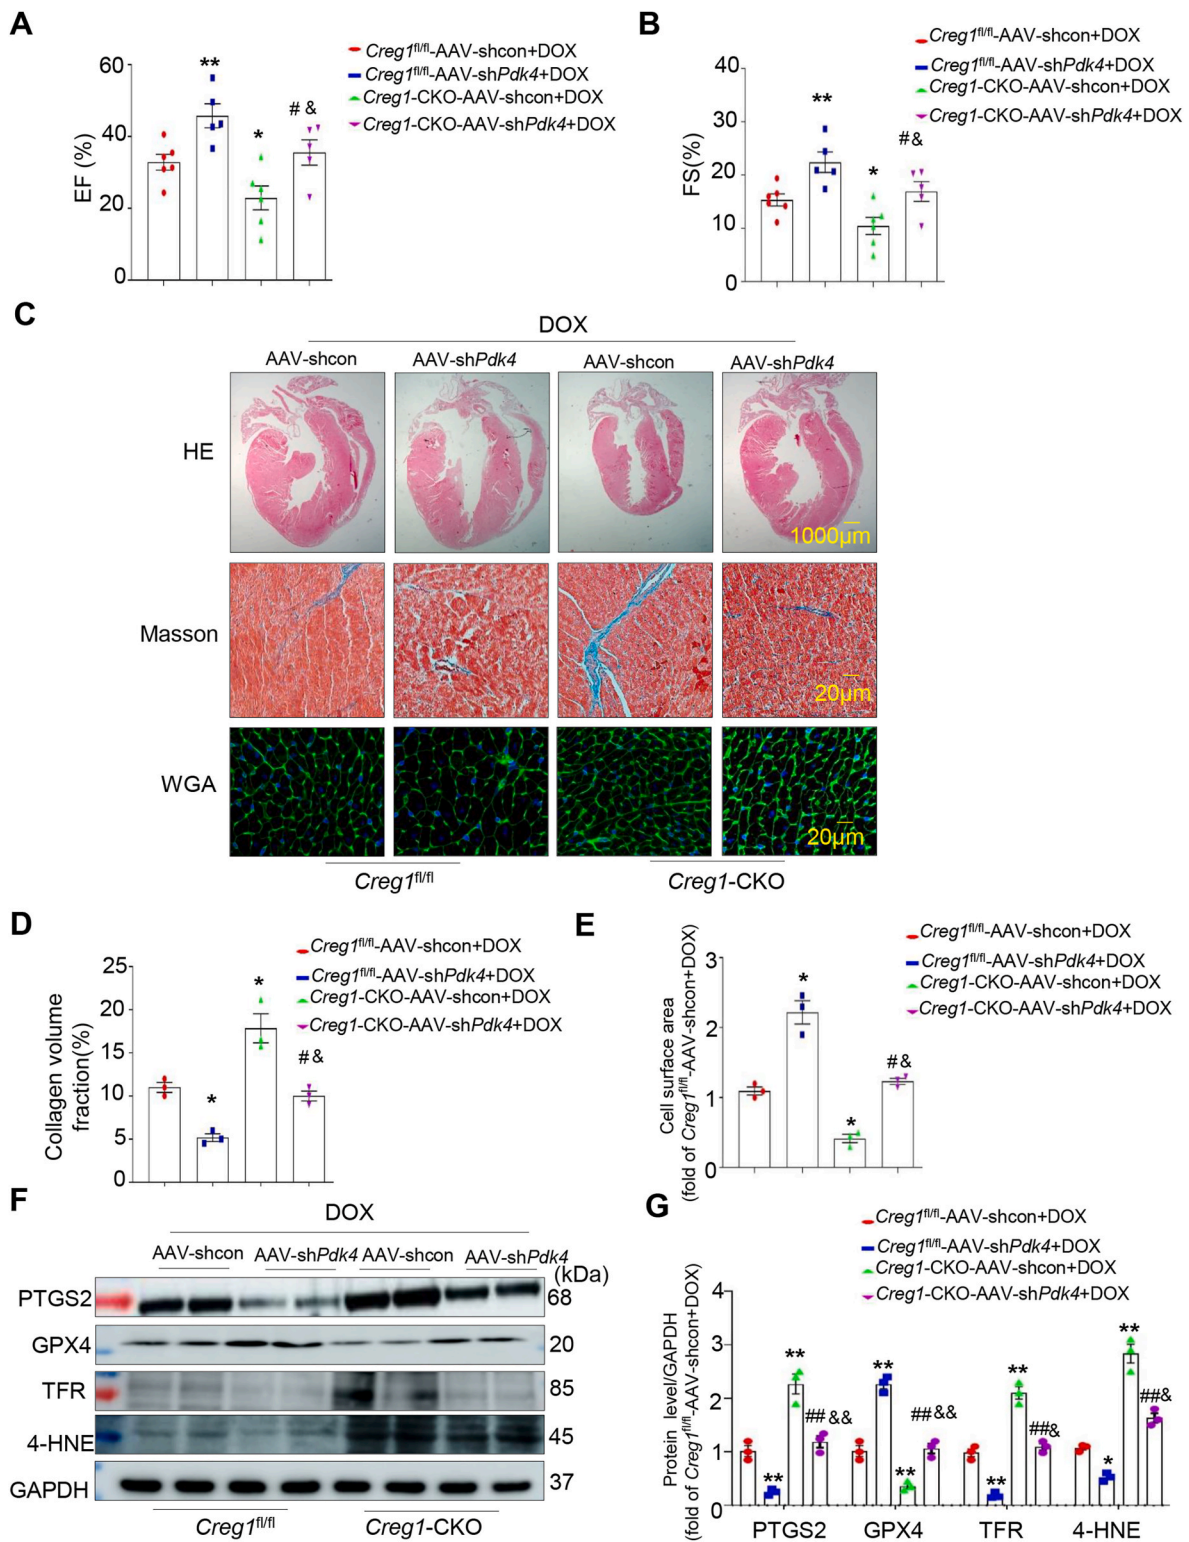 A
Creg1fl/fl-AAV-shcon+DOX
Creg1fl/fl-AAV-shPdk4+DOX
Creg1-CKO-AAV-shcon+DOX
Creg1-CKO-AAV-shPdk4+DOX
EF (%)
60
40
20
0
**
*
# &
B
Creg1fl/fl-AAV-shcon+DOX
Creg1fl/fl-AAV-shPdk4+DOX
Creg1-CKO-AAV-shcon+DOX
Creg1-CKO-AAV-shPdk4+DOX
FS(%)
40
30
20
10
0
**
*
#&
C
DOX
AAV-shcon AAV-shPdk4 AAV-shcon AAV-shPdk4
HE
1000μm
Masson
20μm
WGA
20μm
Creg1fl/fl Creg1-CKO
D
Creg1fl/fl-AAV-shcon+DOX
Creg1fl/fl-AAV-shPdk4+DOX
Creg1-CKO-AAV-shcon+DOX
Creg1-CKO-AAV-shPdk4+DOX
Collagen volume
fraction(%)
25
20
15
10
5
0
*
*
#&
E
Creg1fl/fl-AAV-shcon+DOX
Creg1fl/fl-AAV-shPdk4+DOX
Creg1-CKO-AAV-shcon+DOX
Creg1-CKO-AAV-shPdk4+DOX
Cell surface area
(fold of Creg1fl/fl-AAV-shcon+DOX)
3
2
1
0
*
*
#&
F
DOX
AAV-shcon AAV-shPdk4 AAV-shcon AAV-shPdk4
(kDa)
PTGS2 68
GPX4 20
TFR 85
4-HNE 45
GAPDH 37
Creg1fl/fl Creg1-CKO
G
Creg1fl/fl-AAV-shcon+DOX
Creg1fl/fl-AAV-shPdk4+DOX
Creg1-CKO-AAV-shcon+DOX
Creg1-CKO-AAV-shPdk4+DOX
Protein level/GAPDH
(fold of Creg1fl/fl-AAV-shcon+DOX)
4
3
2
1
0
** ** ## &&
** ** ## &&
** ** ##&
* ** ##&
PTGS2 GPX4 TFR 4-HNE